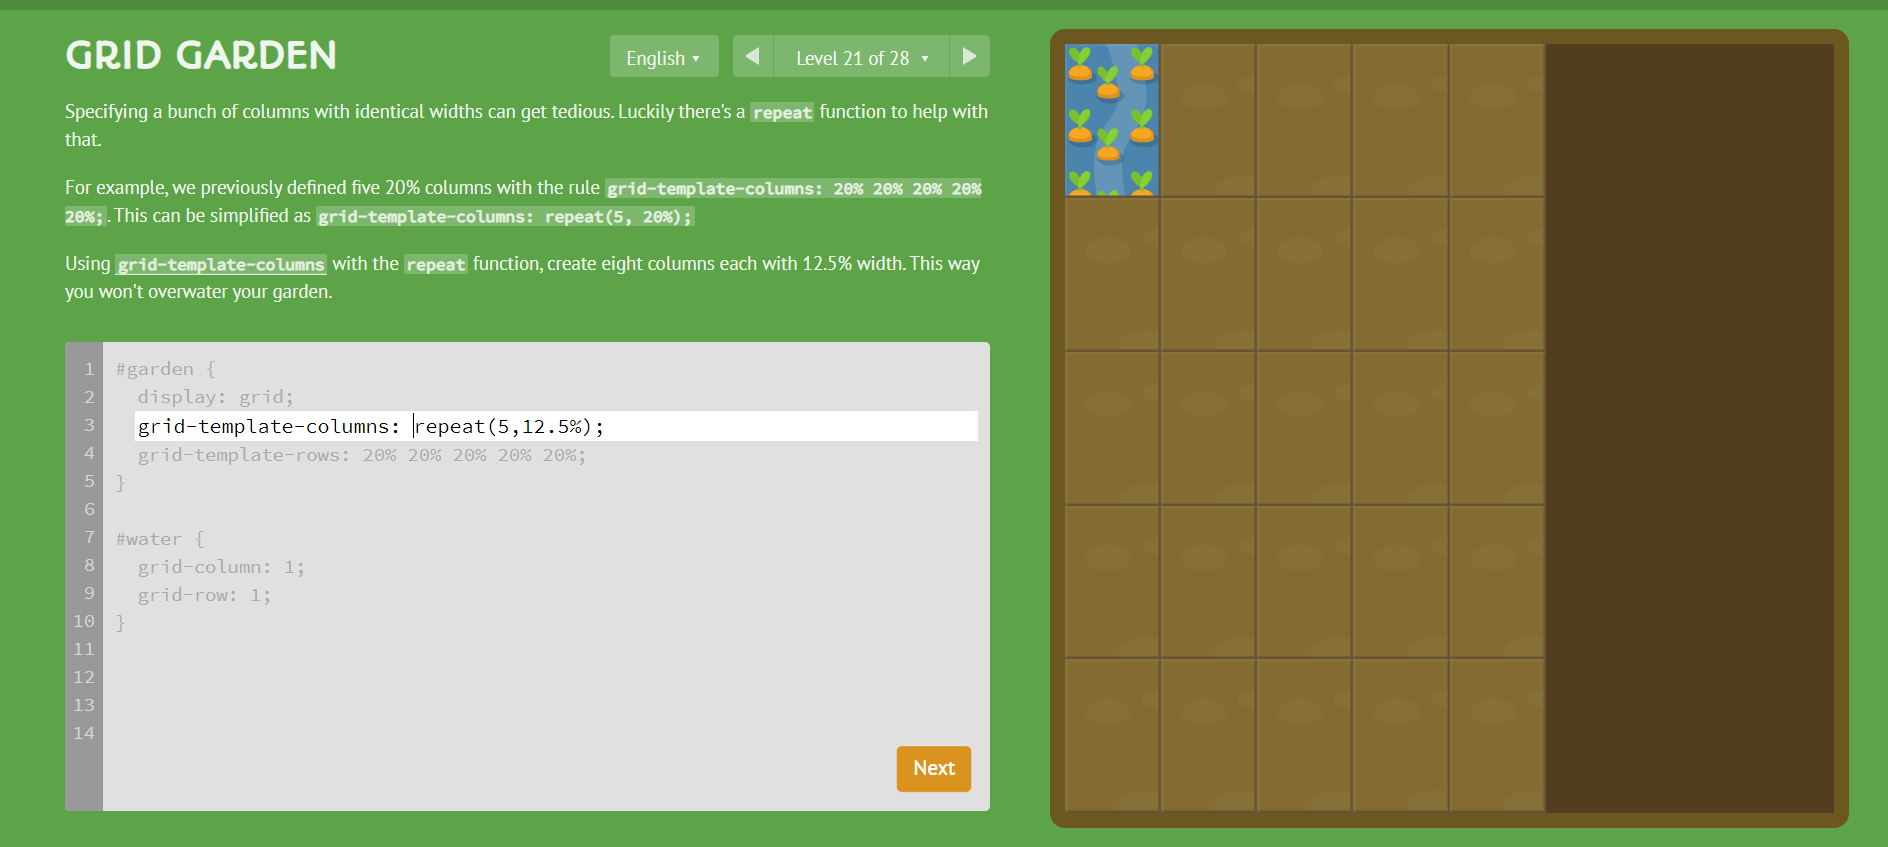 GRID GARDEN
English ▾
◀ Level 21 of 28 ▾ ▶
Specifying a bunch of columns with identical widths can get tedious. Luckily there's a repeat function to help with
that.
For example, we previously defined five 20% columns with the rule grid-template-columns: 20% 20% 20% 20%
20%;. This can be simplified as grid-template-columns: repeat(5, 20%);
Using grid-template-columns with the repeat function, create eight columns each with 12.5% width. This way
you won't overwater your garden.
1 #garden {
2 display: grid;
3 grid-template-columns: repeat(5,12.5%);
4 grid-template-rows: 20% 20% 20% 20% 20%;
5 }
6
7 #water {
8 grid-column: 1;
9 grid-row: 1;
10 }
11
12
13
14
Next